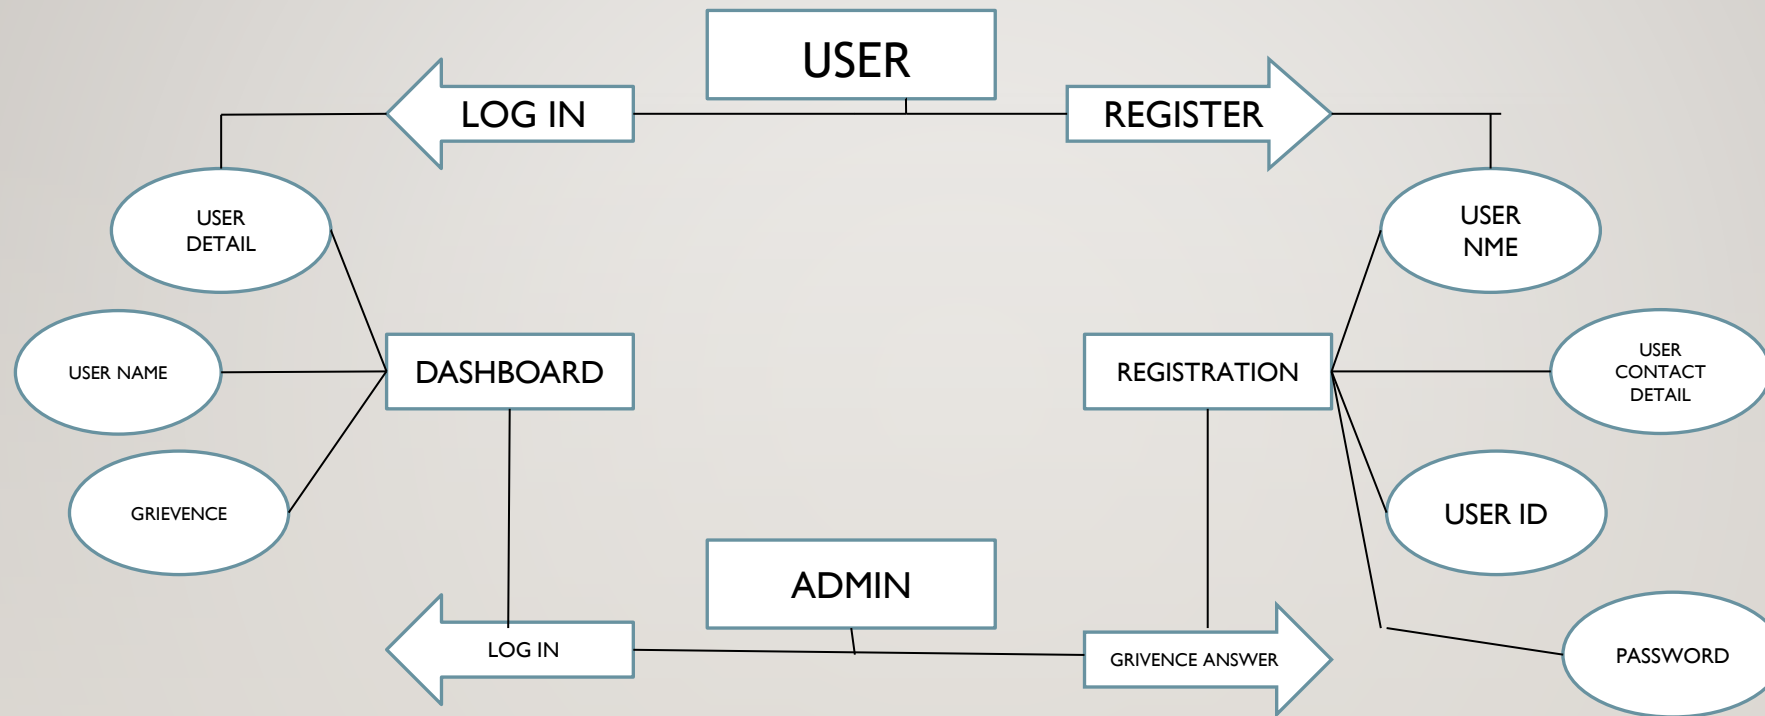 USER
LOG IN
REGISTER
USER
DETAIL
USER
NME
USER NAME
DASHBOARD
REGISTRATION
USER
CONTACT
DETAIL
GRIEVENCE
USER ID
ADMIN
LOG IN
GRIVENCE ANSWER
PASSWORD